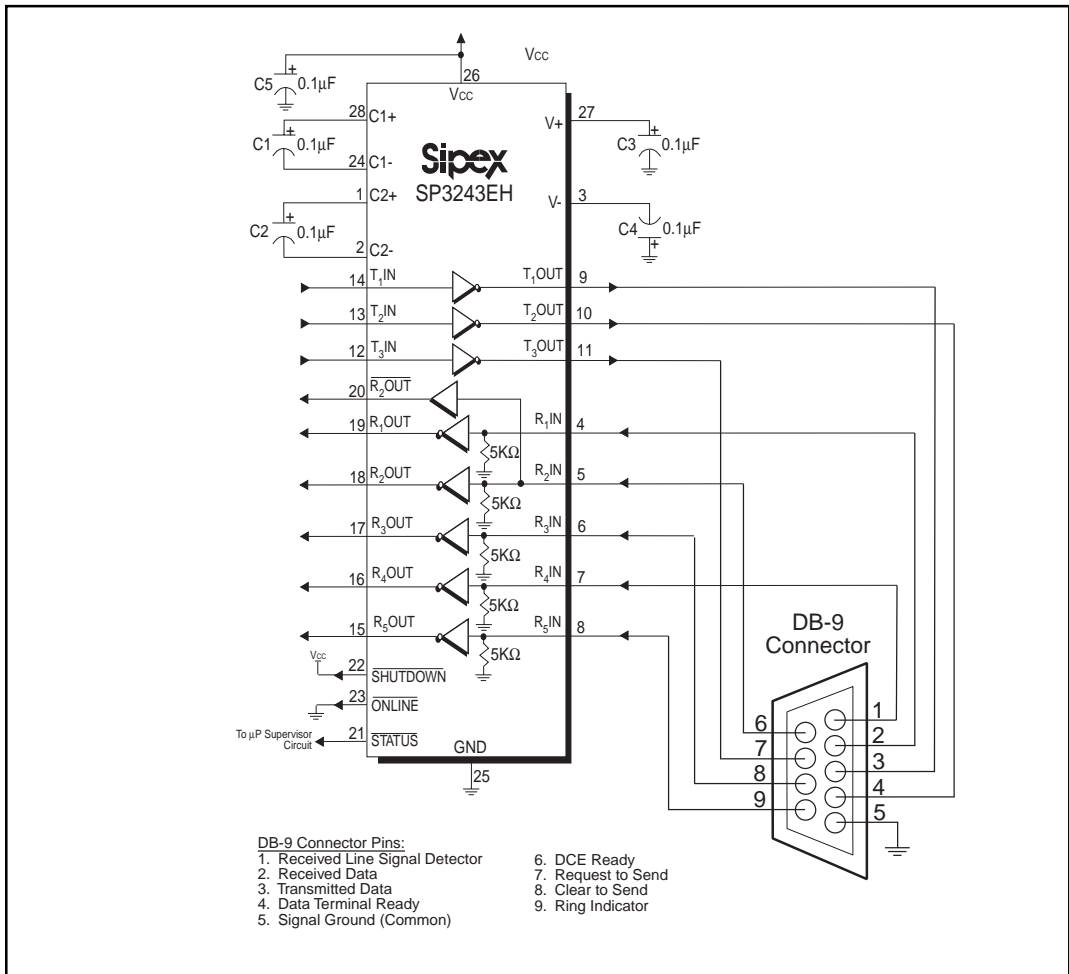 VCC
C5 + 0.1µF
26
VCC
28 C1+
V+ 27
C1 + 0.1µF
C3 + 0.1µF
24 C1-
Sipex
SP3243EH
1 C2+
V- 3
C2 + 0.1µF
C4 0.1µF +
2 C2-
14 T1IN T1OUT 9
13 T2IN T2OUT 10
12 T3IN T3OUT 11
20 R̅2̅O̅U̅T̅
19 R1OUT R1IN 4
5KΩ
18 R2OUT R2IN 5
5KΩ
17 R3OUT R3IN 6
5KΩ
16 R4OUT R4IN 7
5KΩ
15 R5OUT R5IN 8
5KΩ
VCC
22 S̅H̅U̅T̅D̅O̅W̅N̅
23 O̅N̅L̅I̅N̅E̅
To µP Supervisor
Circuit
21 S̅T̅A̅T̅U̅S̅
GND
25
DB-9
Connector
1
6
2
7
3
8
4
9
5
DB-9 Connector Pins:
1. Received Line Signal Detector
2. Received Data
3. Transmitted Data
4. Data Terminal Ready
5. Signal Ground (Common)
6. DCE Ready
7. Request to Send
8. Clear to Send
9. Ring Indicator